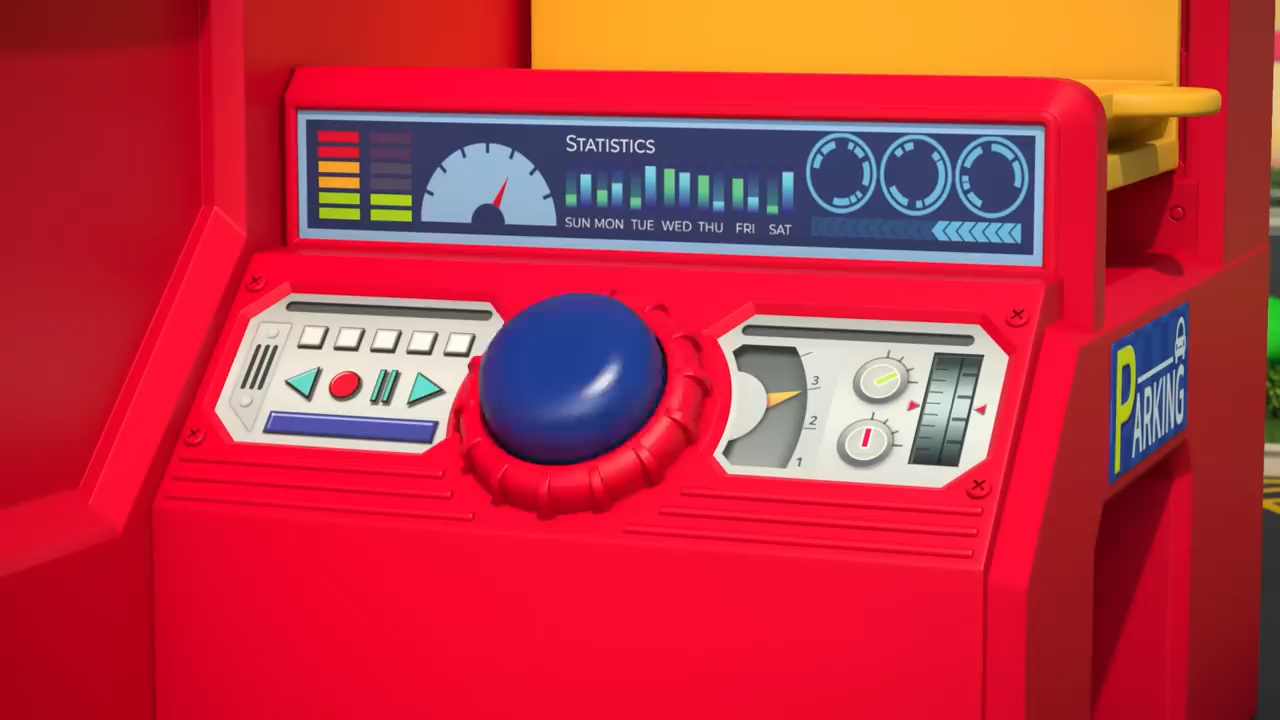 STATISTICS
SUN MON TUE WED THU FRI SAT
3
2
1
PARKING